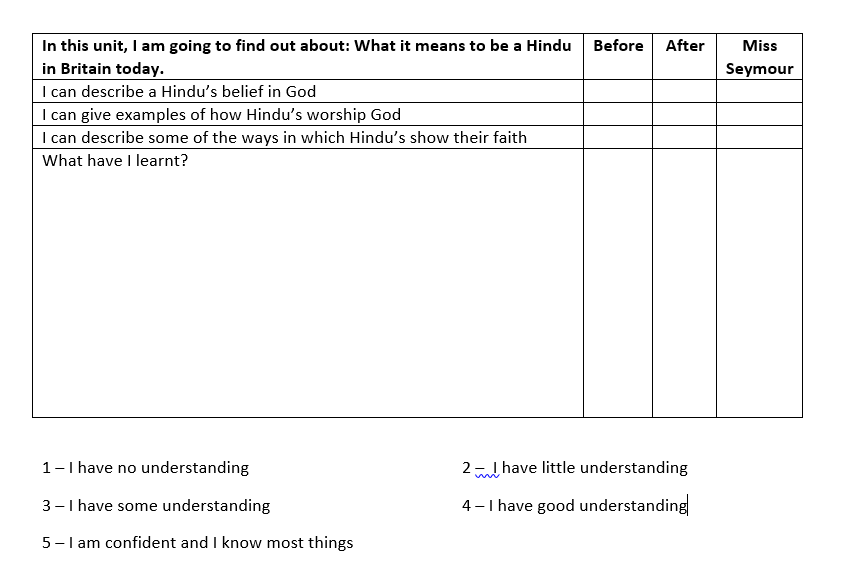 In this unit, I am going to find out about: What it means to be a Hindu
in Britain today.
Before
After
Miss
Seymour
I can describe a Hindu’s belief in God
I can give examples of how Hindu’s worship God
I can describe some of the ways in which Hindu’s show their faith
What have I learnt?
1 – I have no understanding
2 –  I have little understanding
3 – I have some understanding
4 – I have good understanding
5 – I am confident and I know most things